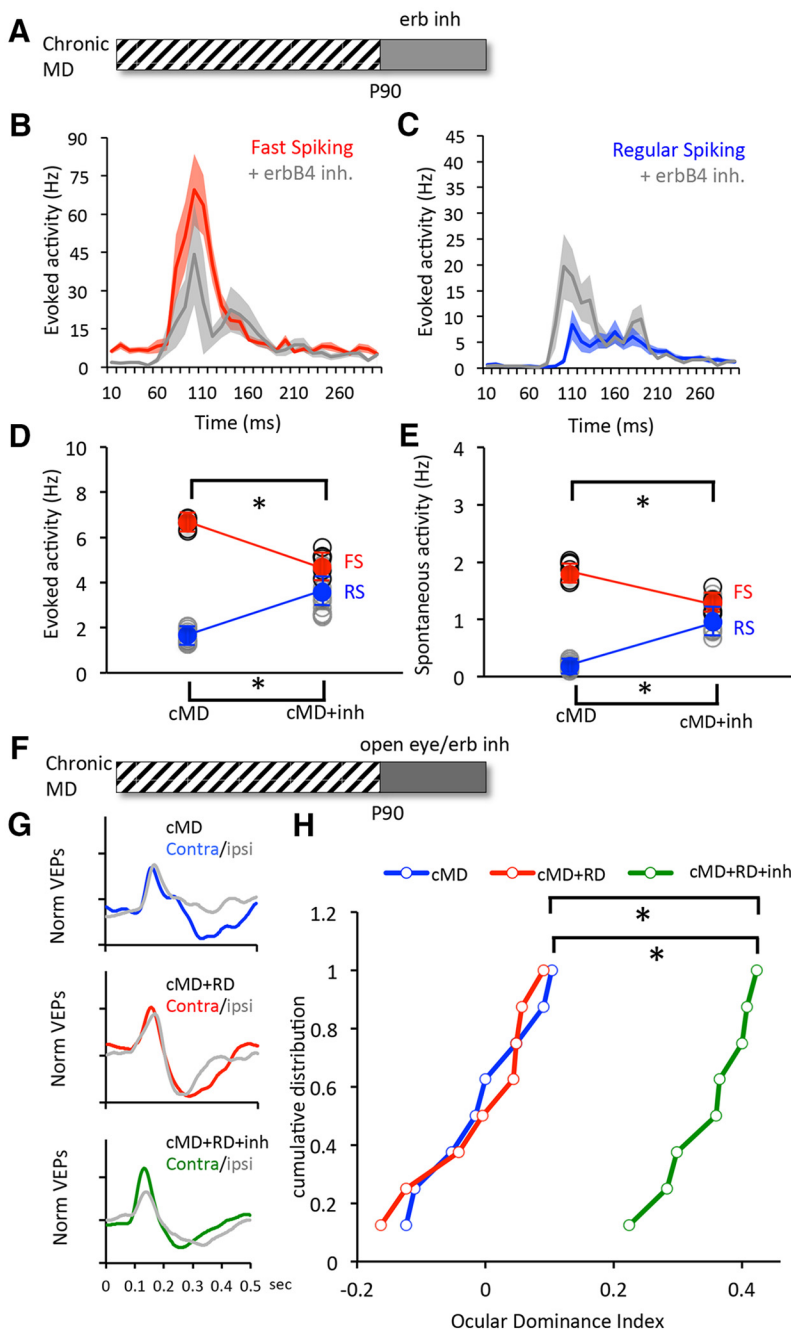 A
Chronic
MD
erb inh
P90
B
90
75
60
45
30
15
0
Evoked activity (Hz)
Fast Spiking
+ erbB4 inh.
10 60 110 160 210 260
Time (ms)
C
45
40
35
30
25
20
15
10
5
0
Evoked activity (Hz)
Regular Spiking
+ erbB4 inh.
10 60 110 160 210 260
Time (ms)
D
10
8
6
4
2
0
Evoked activity (Hz)
*
FS
RS
*
cMD cMD+inh
E
4
3
2
1
0
Spontaneous activity (Hz)
*
FS
RS
*
cMD cMD+inh
F
Chronic
MD
open eye/erb inh
P90
G
cMD
Contra/ipsi
Norm VEPs
cMD+RD
Contra/ipsi
Norm VEPs
cMD+RD+inh
Contra/ipsi
Norm VEPs
0 0.1 0.2 0.3 0.4 0.5 sec
H
cMD cMD+RD cMD+RD+inh
*
*
1.2
1
0.8
0.6
0.4
0.2
0
cumulative distribution
-0.2 0 0.2 0.4
Ocular Dominance Index